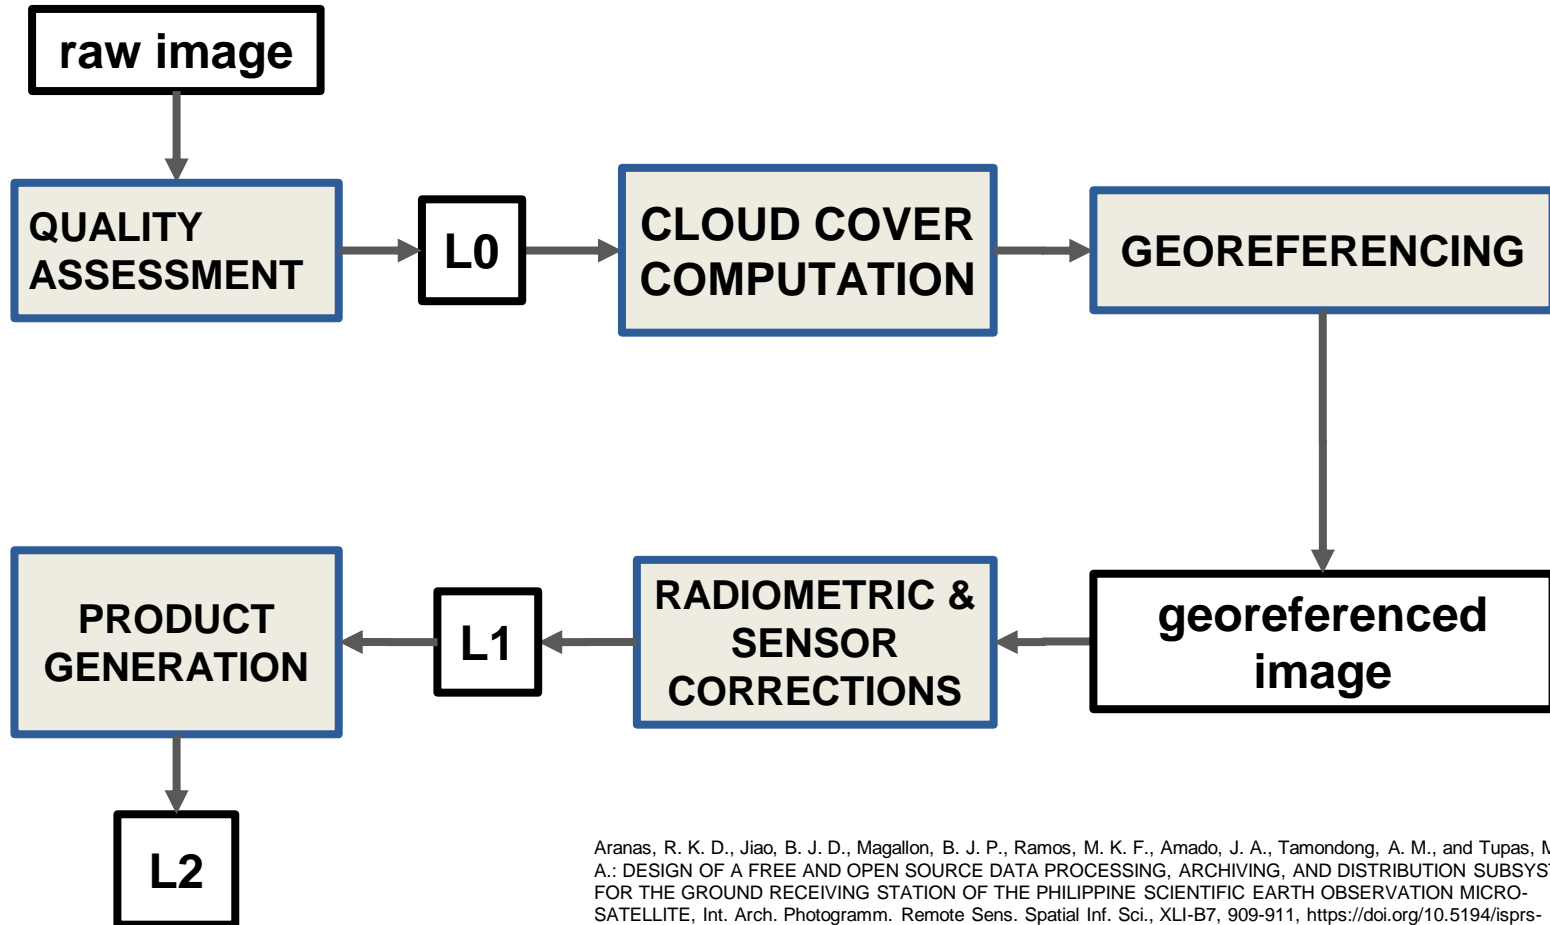 raw image
QUALITY
ASSESSMENT
L0
CLOUD COVER
COMPUTATION
GEOREFERENCING
georeferenced
image
RADIOMETRIC &
SENSOR
CORRECTIONS
L1
PRODUCT
GENERATION
L2
Aranas, R. K. D., Jiao, B. J. D., Magallon, B. J. P., Ramos, M. K. F., Amado, J. A., Tamondong, A. M., and Tupas, M
A.: DESIGN OF A FREE AND OPEN SOURCE DATA PROCESSING, ARCHIVING, AND DISTRIBUTION SUBSYST
FOR THE GROUND RECEIVING STATION OF THE PHILIPPINE SCIENTIFIC EARTH OBSERVATION MICRO-
SATELLITE, Int. Arch. Photogramm. Remote Sens. Spatial Inf. Sci., XLI-B7, 909-911, https://doi.org/10.5194/isprs-